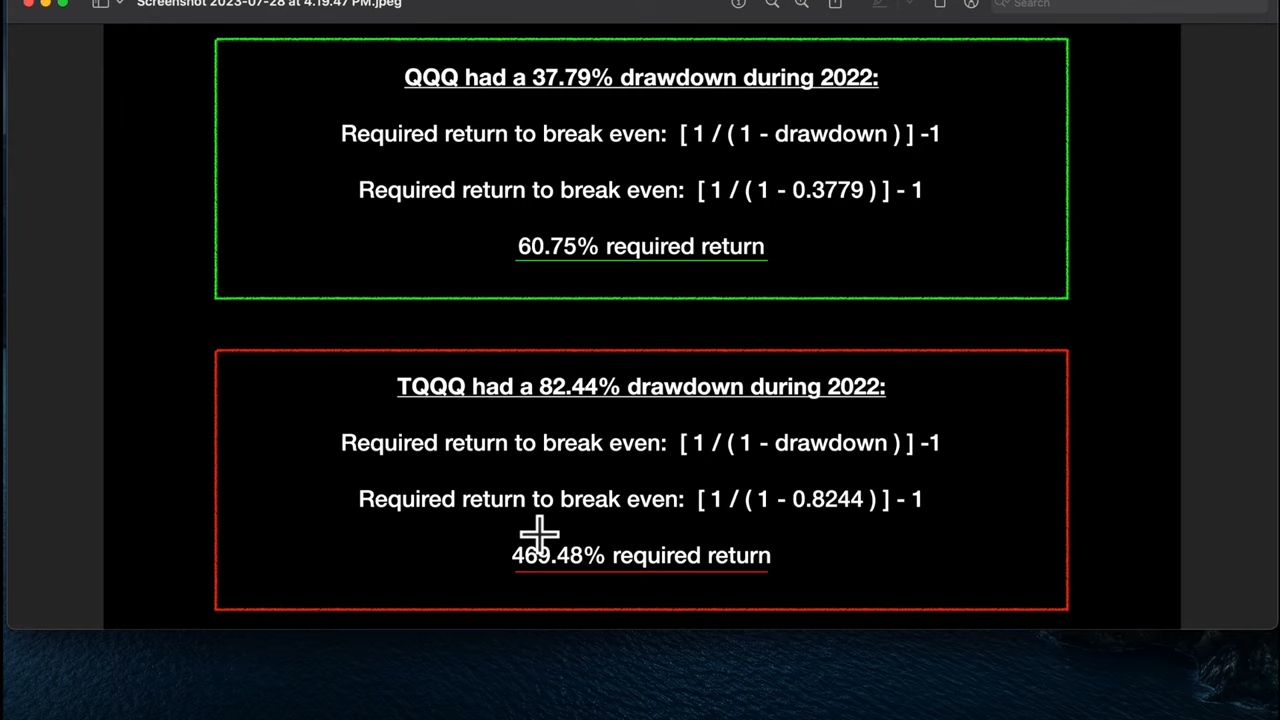 Screenshot 2023-07-28 at 4.19.47 PM.jpeg
Search
QQQ had a 37.79% drawdown during 2022:
Required return to break even: [ 1 / ( 1 - drawdown ) ] -1
Required return to break even: [ 1 / ( 1 - 0.3779 ) ] - 1
60.75% required return
TQQQ had a 82.44% drawdown during 2022:
Required return to break even: [ 1 / ( 1 - drawdown ) ] -1
Required return to break even: [ 1 / ( 1 - 0.8244 ) ] - 1
469.48% required return